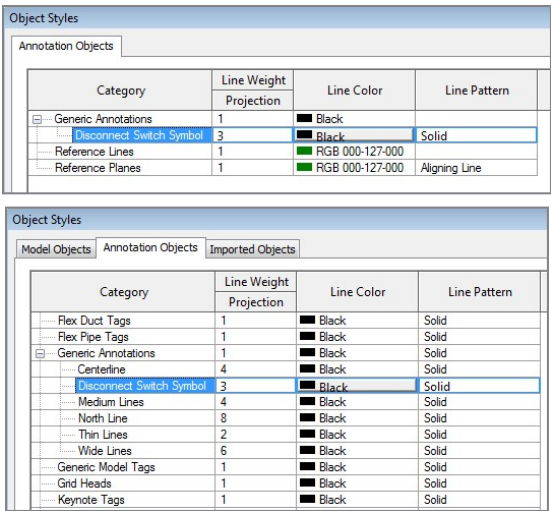 Object Styles
Annotation Objects
Category Line Weight Line Color Line Pattern
Projection
Generic Annotations 1 Black
Disconnect Switch Symbol 3 Black Solid
Reference Lines 1 RGB 000-127-000
Reference Planes 1 RGB 000-127-000 Aligning Line
Object Styles
Model Objects Annotation Objects Imported Objects
Category Line Weight Line Color Line Pattern
Projection
Flex Duct Tags 1 Black Solid
Flex Pipe Tags 1 Black Solid
Generic Annotations 1 Black Solid
Centerline 4 Black Solid
Disconnect Switch Symbol 3 Black Solid
Medium Lines 4 Black Solid
North Line 8 Black Solid
Thin Lines 2 Black Solid
Wide Lines 6 Black Solid
Generic Model Tags 1 Black Solid
Grid Heads 1 Black Solid
Keynote Tags 1 Black Solid